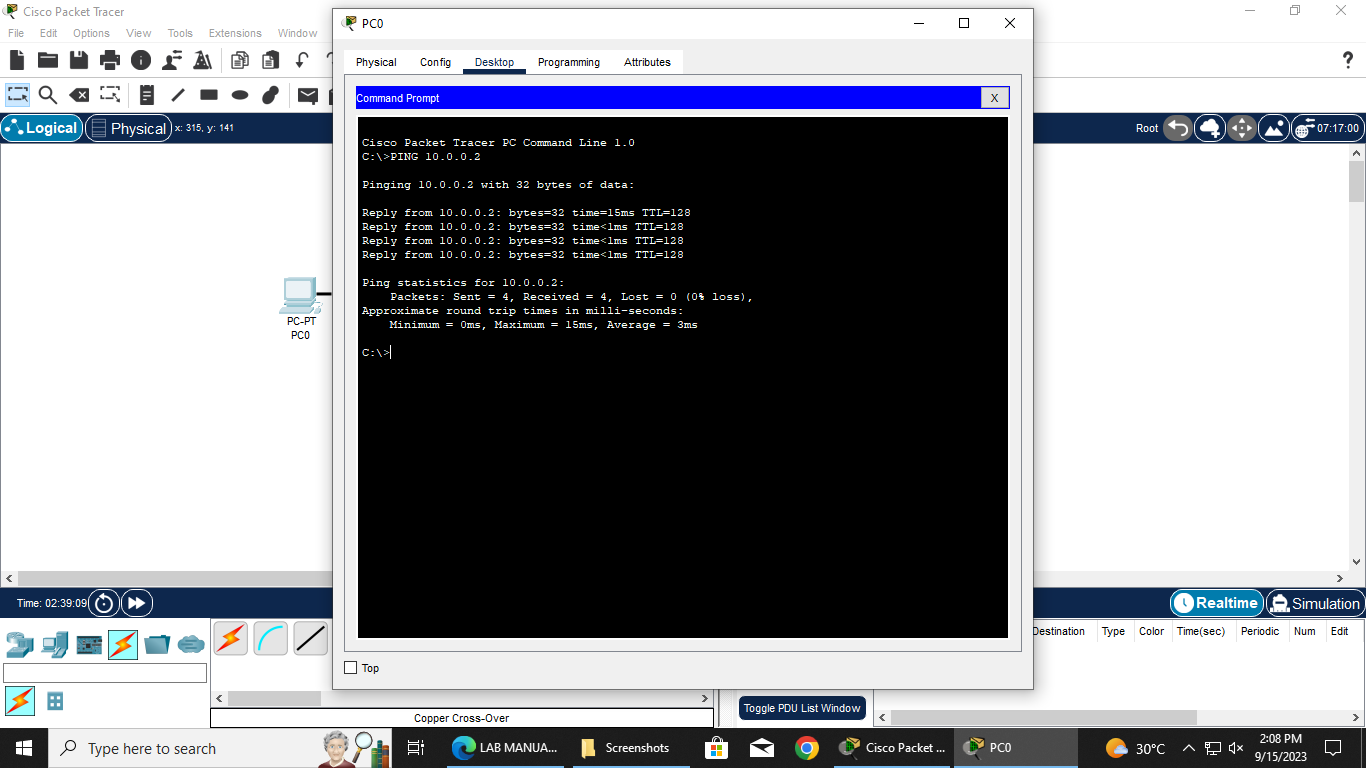 Cisco Packet Tracer
File Edit Options View Tools Extensions Window
?
Logical Physical x: 315, y: 141
Root 07:17:00
PC-PT
PC0
PC0
Physical Config Desktop Programming Attributes
Command Prompt X
Cisco Packet Tracer PC Command Line 1.0
C:\>PING 10.0.0.2
Pinging 10.0.0.2 with 32 bytes of data:
Reply from 10.0.0.2: bytes=32 time=15ms TTL=128
Reply from 10.0.0.2: bytes=32 time<1ms TTL=128
Reply from 10.0.0.2: bytes=32 time<1ms TTL=128
Reply from 10.0.0.2: bytes=32 time<1ms TTL=128
Ping statistics for 10.0.0.2:
Packets: Sent = 4, Received = 4, Lost = 0 (0% loss),
Approximate round trip times in milli-seconds:
Minimum = 0ms, Maximum = 15ms, Average = 3ms
C:\>
Top
Time: 02:39:09
Realtime Simulation
Destination Type Color Time(sec) Periodic Num Edit
Copper Cross-Over
Toggle PDU List Window
Type here to search
LAB MANUA...
Screenshots
Cisco Packet ...
PC0
30°C
2:08 PM
9/15/2023